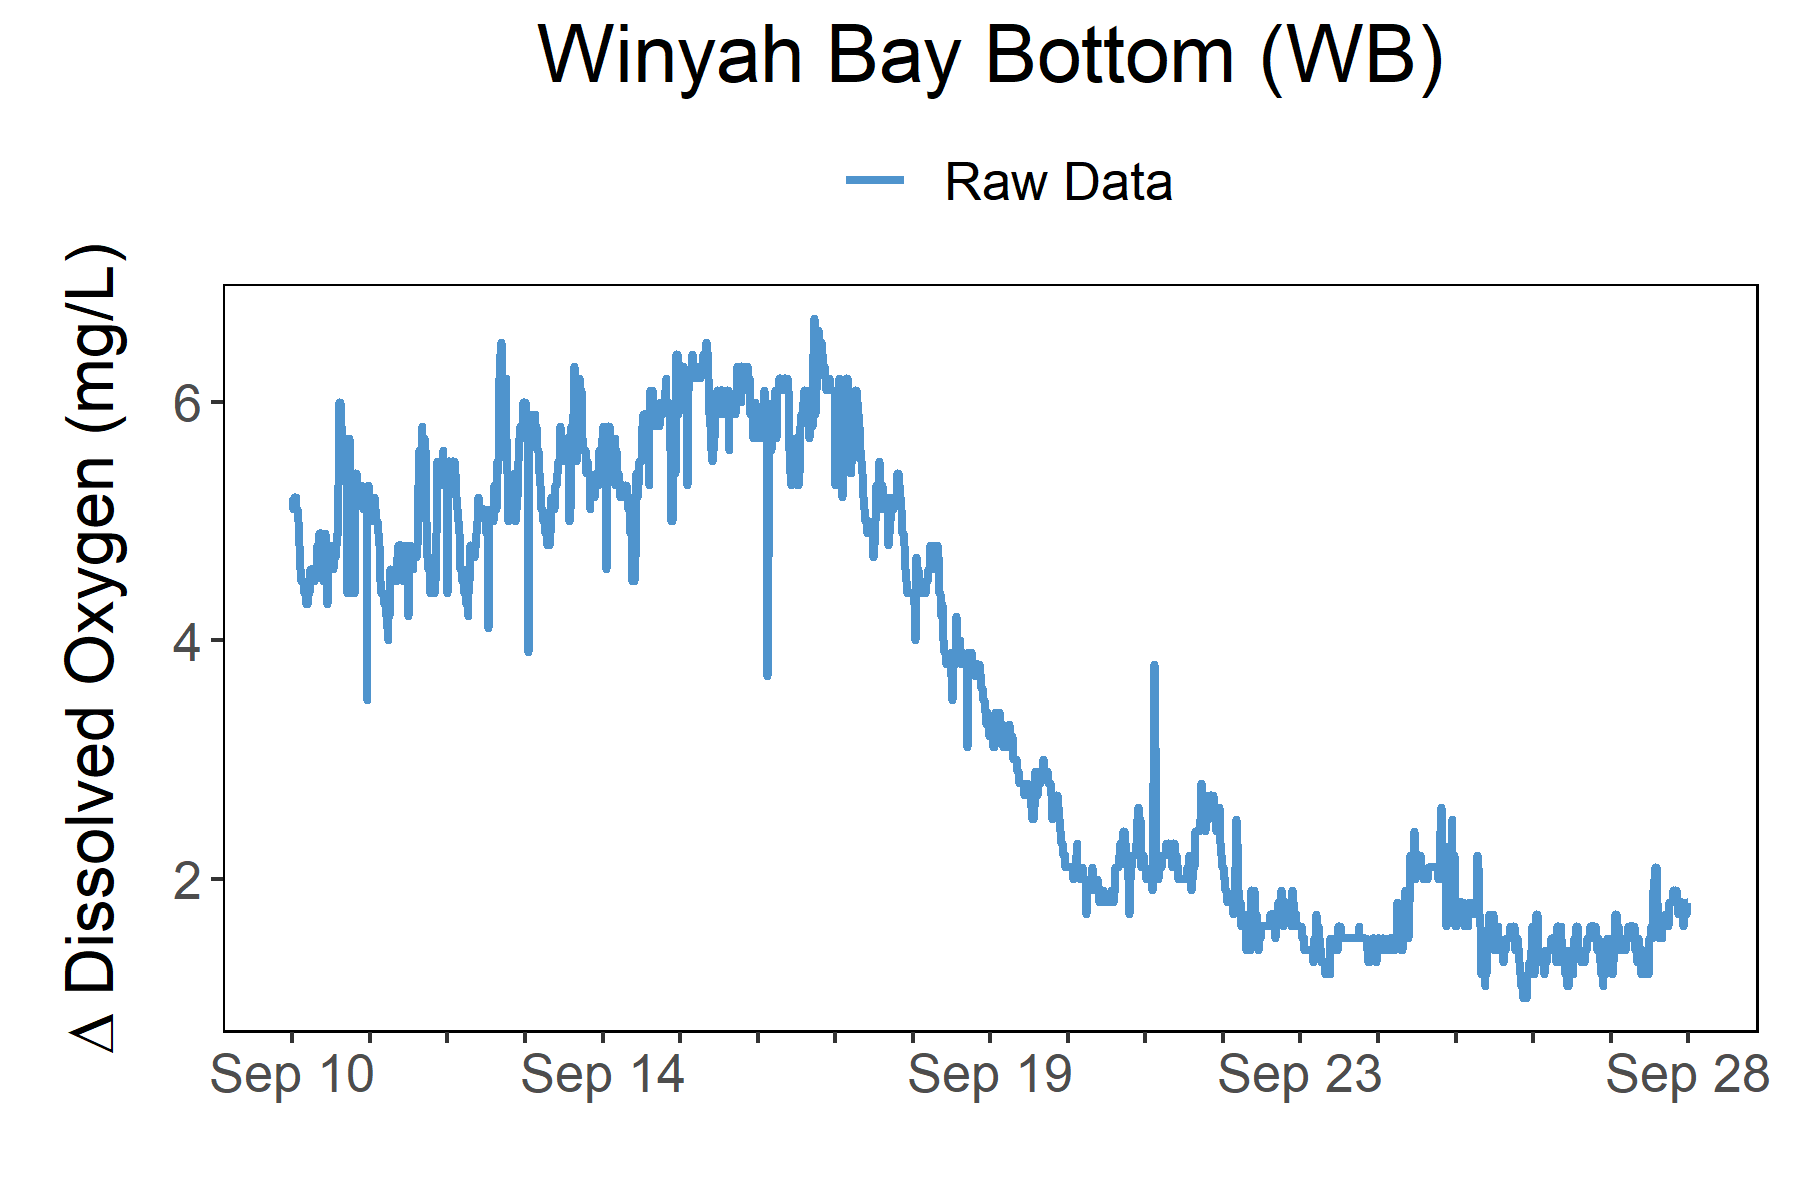 Winyah Bay Bottom (WB)
Raw Data
Δ Dissolved Oxygen (mg/L)
6
4
2
Sep 10 Sep 14 Sep 19 Sep 23 Sep 28